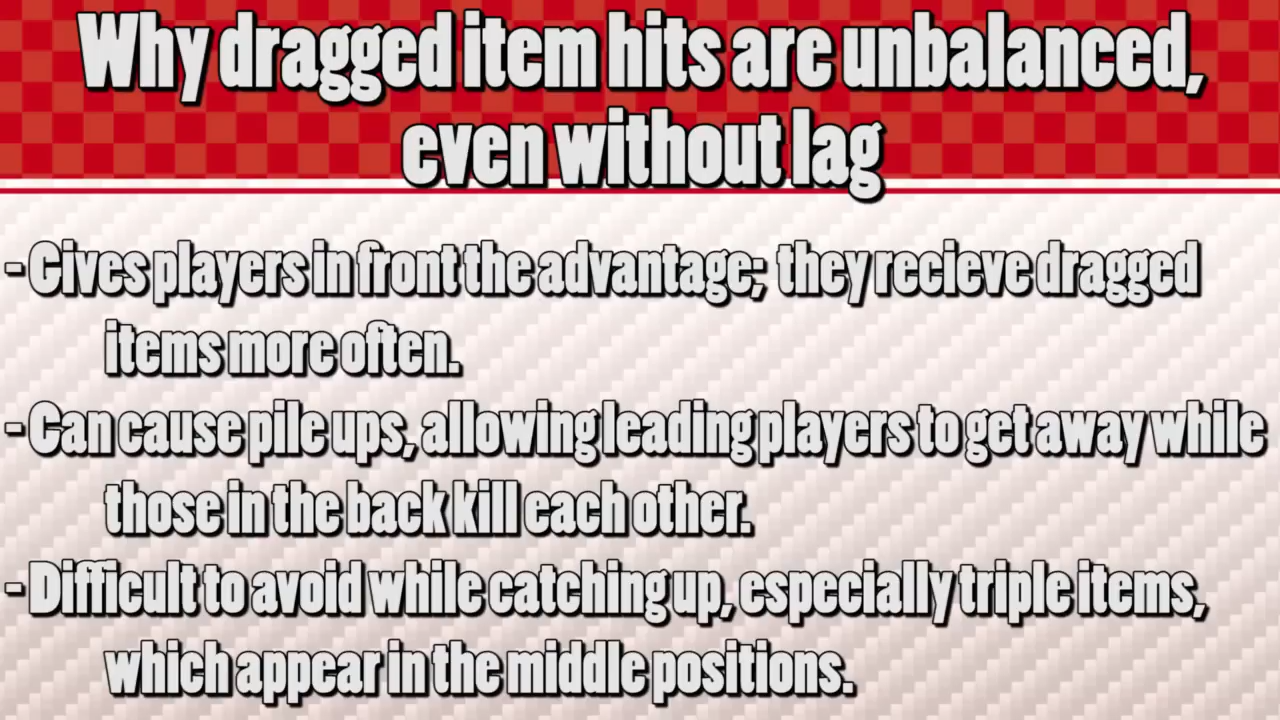 Why dragged item hits are unbalanced,
even without lag
- Gives players in front the advantage; they recieve dragged
items more often.
- Can cause pile ups, allowing leading players to get away while
those in the back kill each other.
- Difficult to avoid while catching up, especially triple items,
which appear in the middle positions.